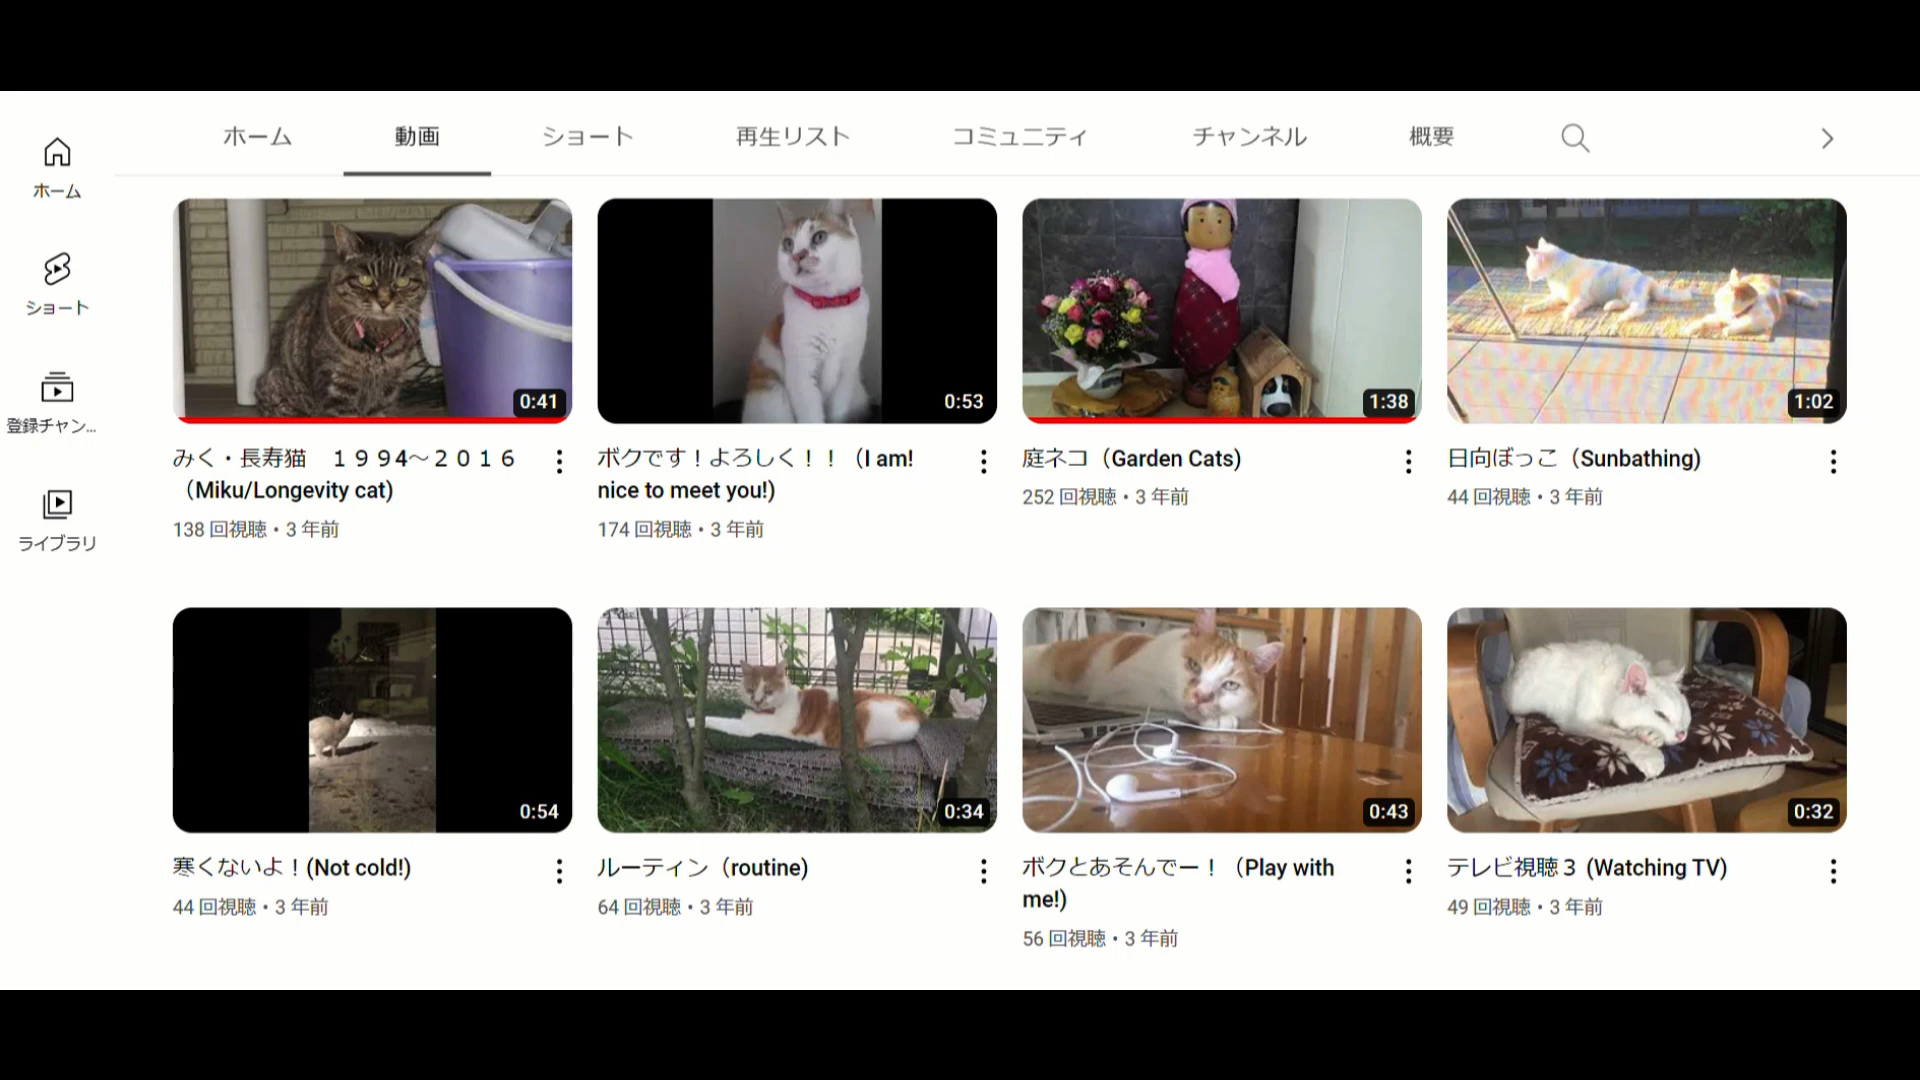 ホーム
動画
ショート
再生リスト
コミュニティ
チャンネル
概要
ホーム
ショート
登録チャン...
ライブラリ
0:41
0:53
1:38
1:02
みく・長寿猫　１９９4～２０１６
（Miku/Longevity cat)
138 回視聴・3 年前
ボクです！よろしく！！（I am!
nice to meet you!)
174 回視聴・3 年前
庭ネコ（Garden Cats)
252 回視聴・3 年前
日向ぼっこ（Sunbathing)
44 回視聴・3 年前
0:54
0:34
0:43
0:32
寒くないよ！(Not cold!)
44 回視聴・3 年前
ルーティン（routine)
64 回視聴・3 年前
ボクとあそんでー！（Play with
me!)
56 回視聴・3 年前
テレビ視聴３ (Watching TV)
49 回視聴・3 年前